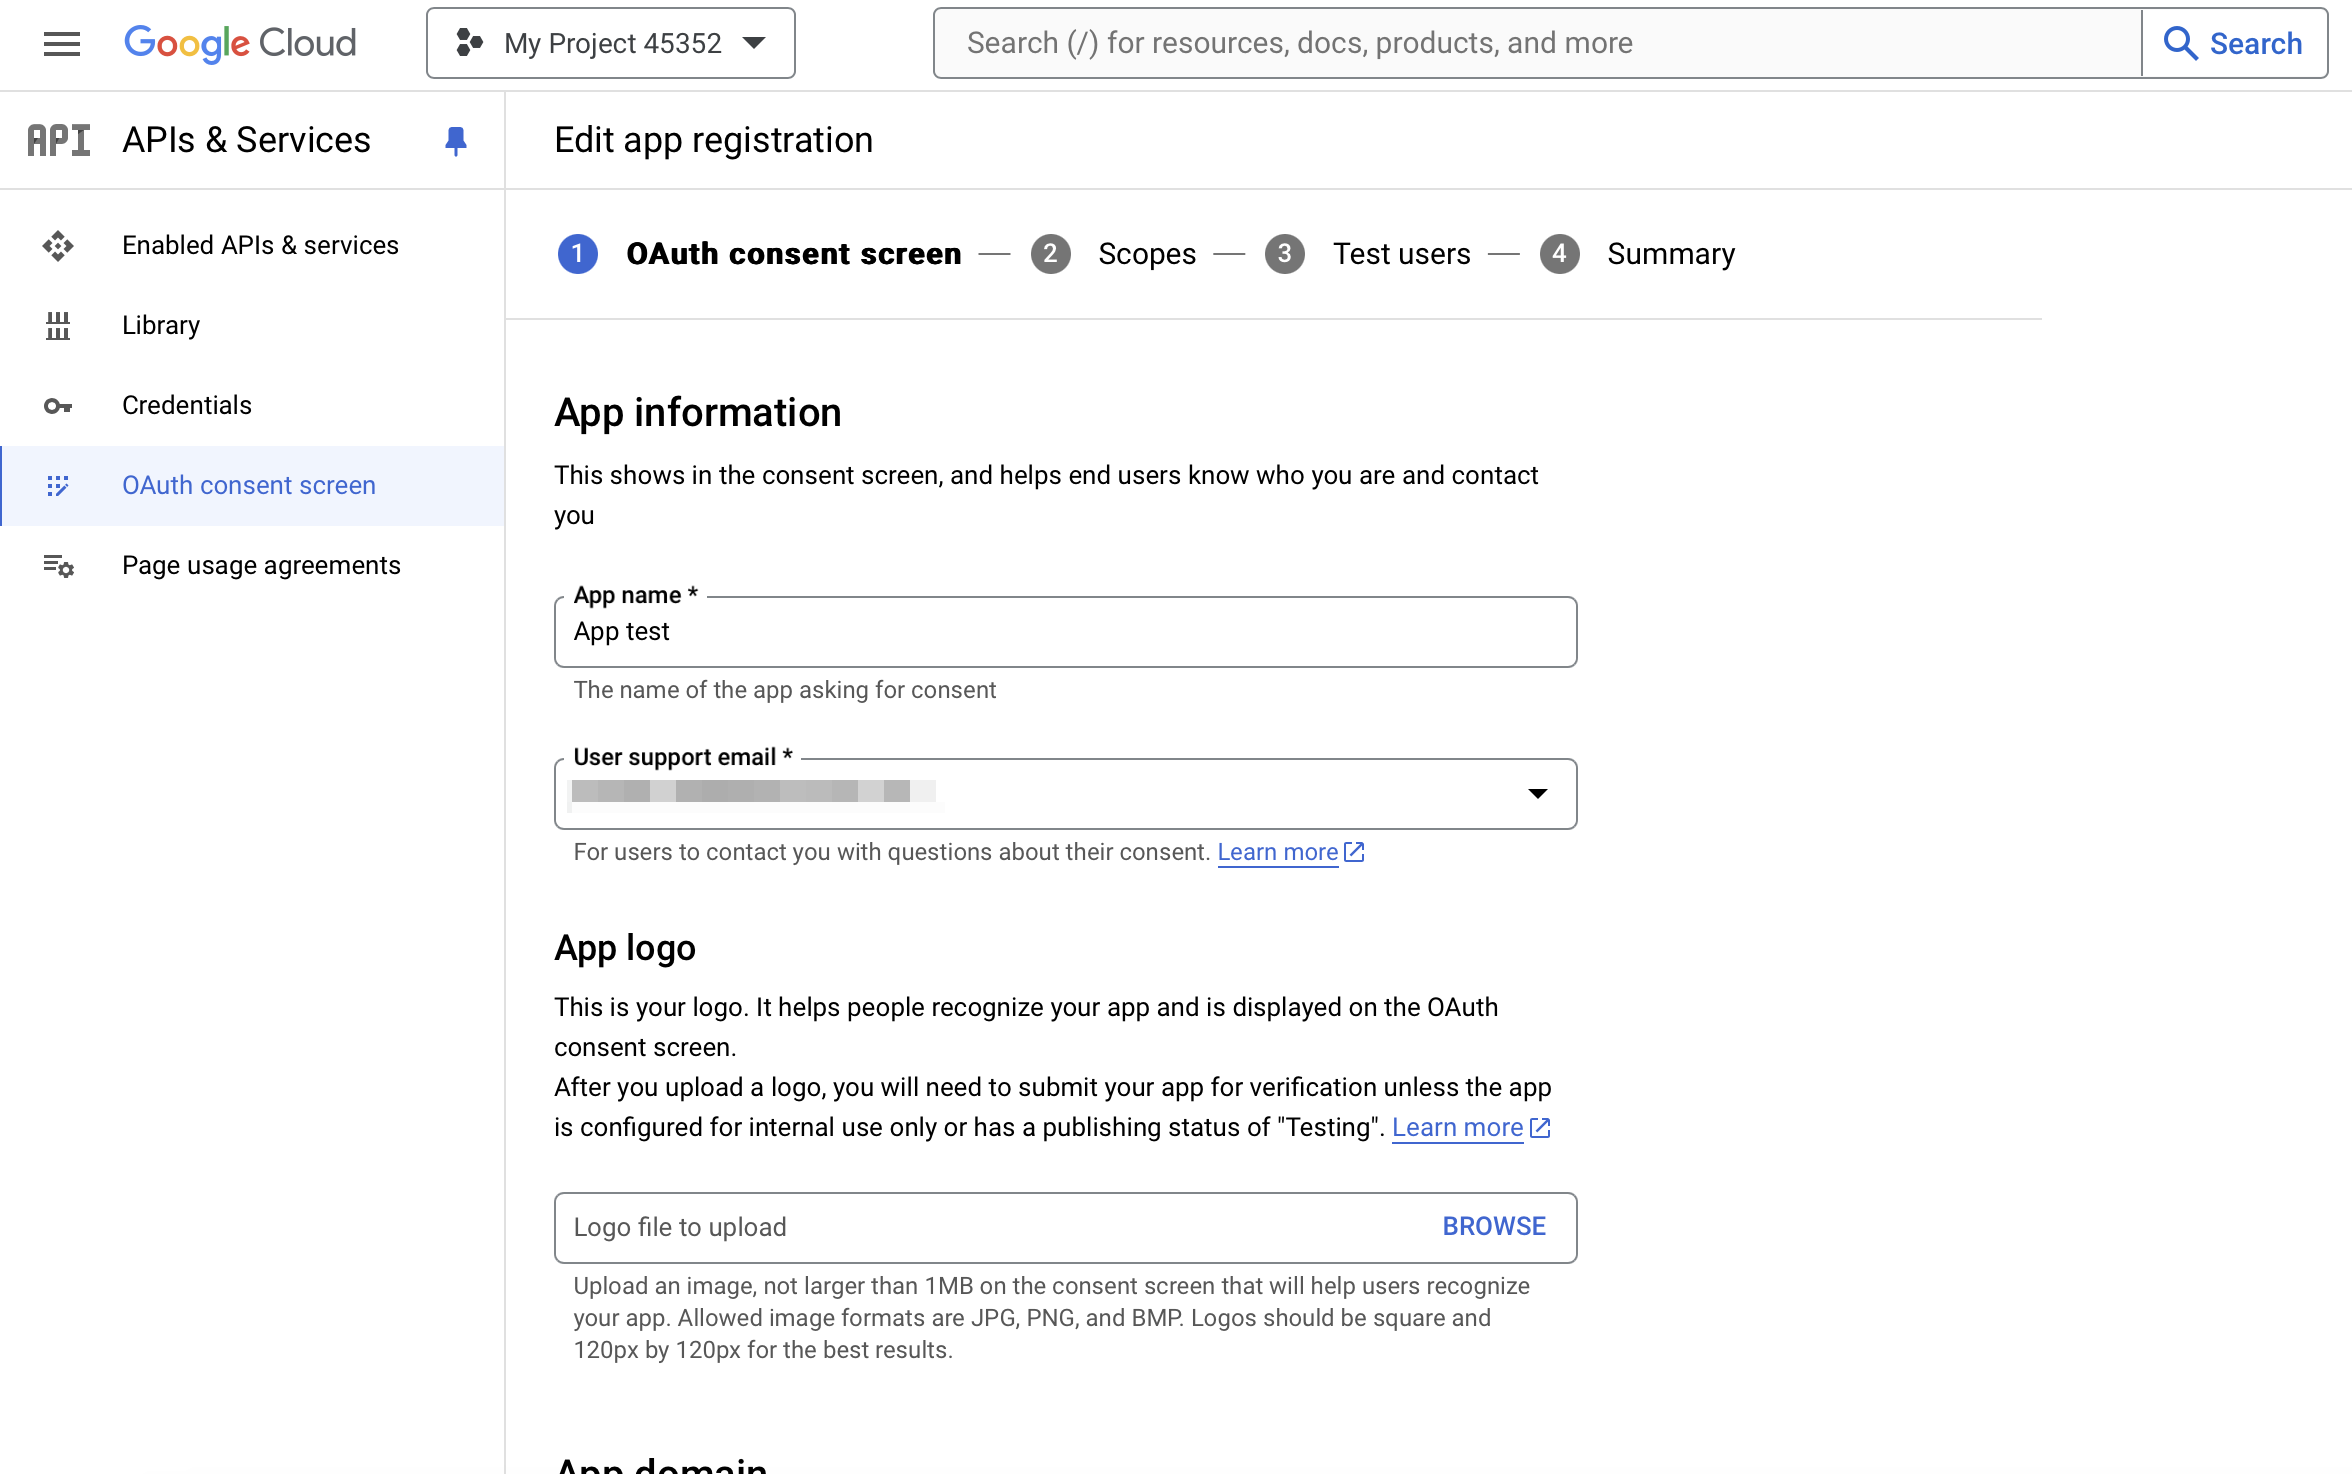 Google Cloud
My Project 45352
Search (/) for resources, docs, products, and more
Search
API
APIs & Services
Edit app registration
Enabled APIs & services
Library
Credentials
OAuth consent screen
Page usage agreements
1 OAuth consent screen — 2 Scopes — 3 Test users — 4 Summary
App information
This shows in the consent screen, and helps end users know who you are and contact
you
App name *
App test
The name of the app asking for consent
User support email *
For users to contact you with questions about their consent. Learn more
App logo
This is your logo. It helps people recognize your app and is displayed on the OAuth
consent screen.
After you upload a logo, you will need to submit your app for verification unless the app
is configured for internal use only or has a publishing status of "Testing". Learn more
Logo file to upload
BROWSE
Upload an image, not larger than 1MB on the consent screen that will help users recognize
your app. Allowed image formats are JPG, PNG, and BMP. Logos should be square and
120px by 120px for the best results.
App domain